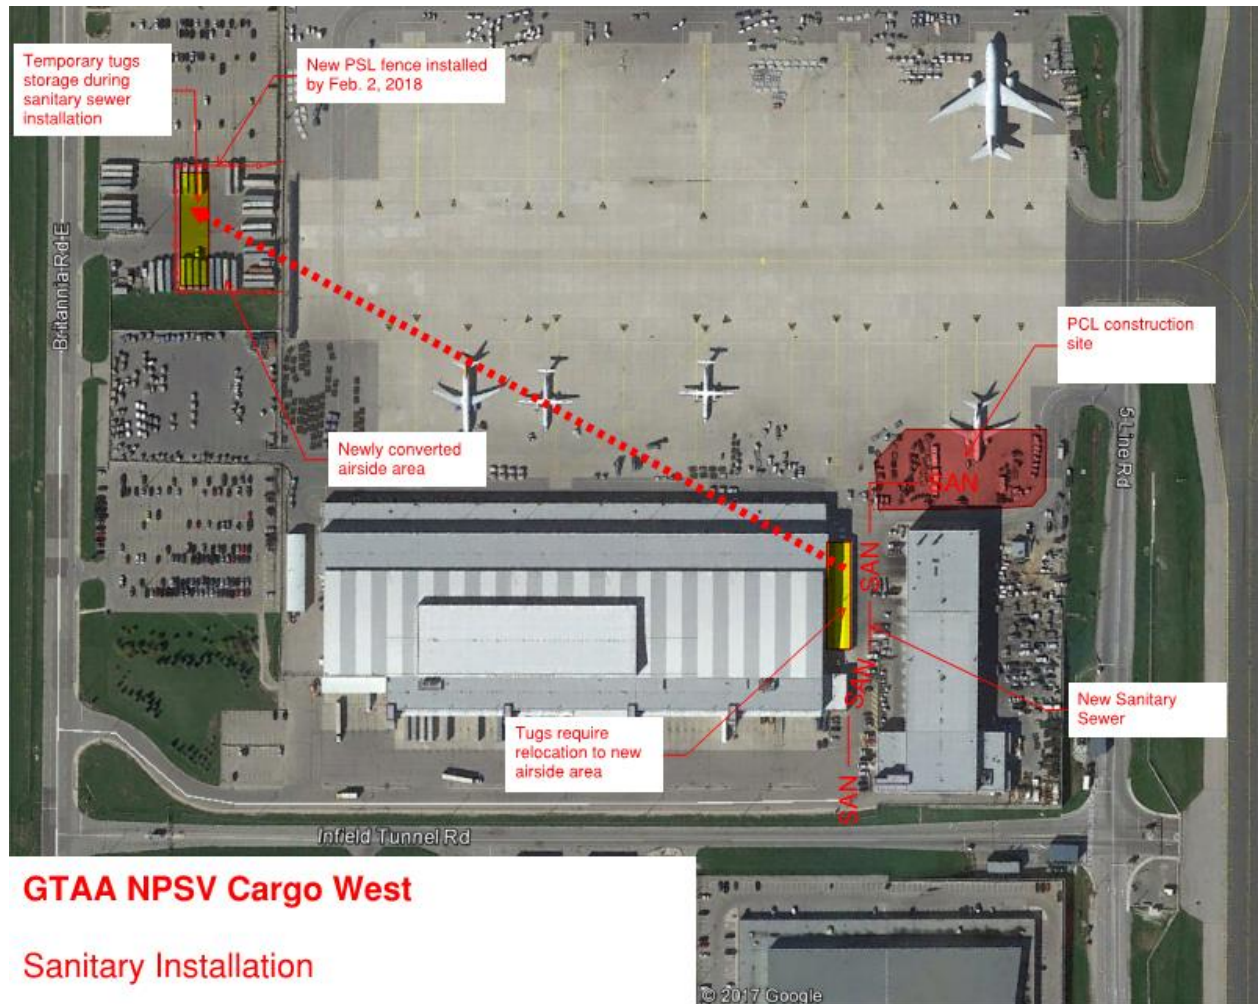 Temporary tugs
storage during
sanitary sewer
installation
New PSL fence installed
by Feb. 2, 2018
Britannia Rd E
PCL construction
site
5 Line Rd
Newly converted
airside area
SAN
SAN
SAN
SAN
New Sanitary
Sewer
Tugs require
relocation to new
airside area
Infield Tunnel Rd
GTAA NPSV Cargo West
Sanitary Installation
© 2017 Google